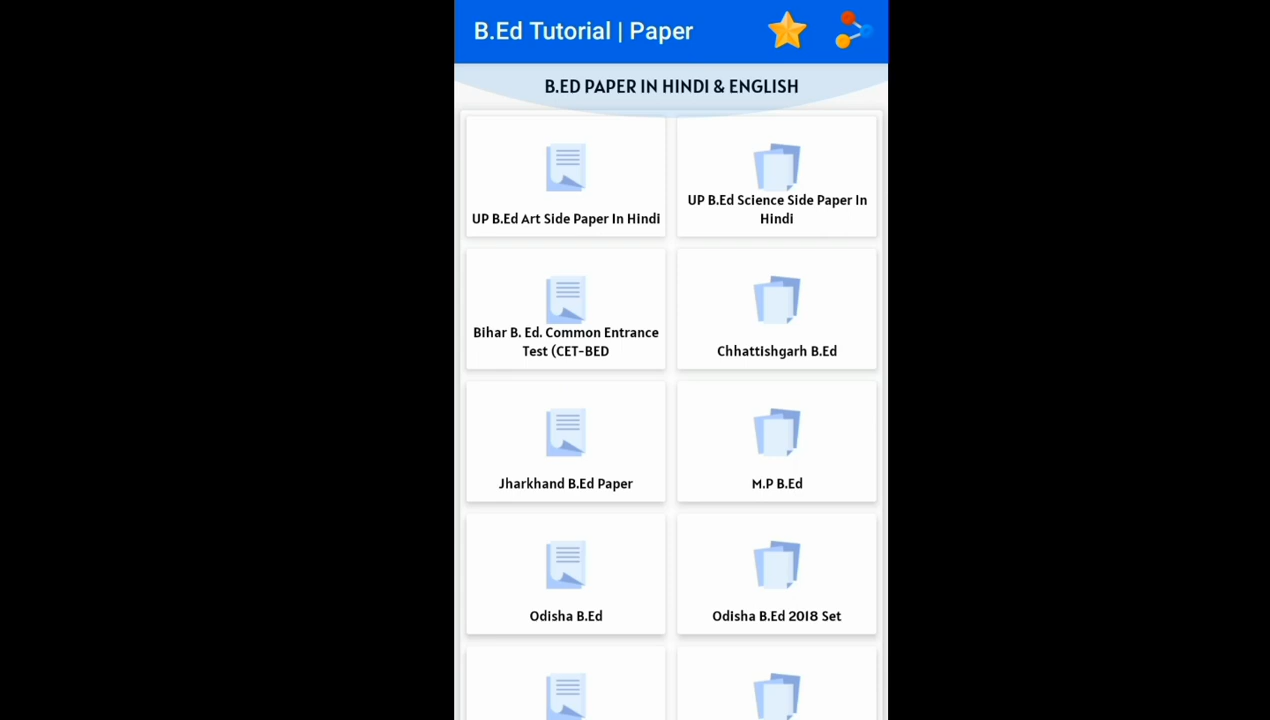 B.Ed Tutorial | Paper
B.ED PAPER IN HINDI & ENGLISH
UP B.Ed Art Side Paper In Hindi
UP B.Ed Science Side Paper In
Hindi
Bihar B. Ed. Common Entrance
Test (CET-BED
Chhattishgarh B.Ed
Jharkhand B.Ed Paper
M.P B.Ed
Odisha B.Ed
Odisha B.Ed 2018 Set